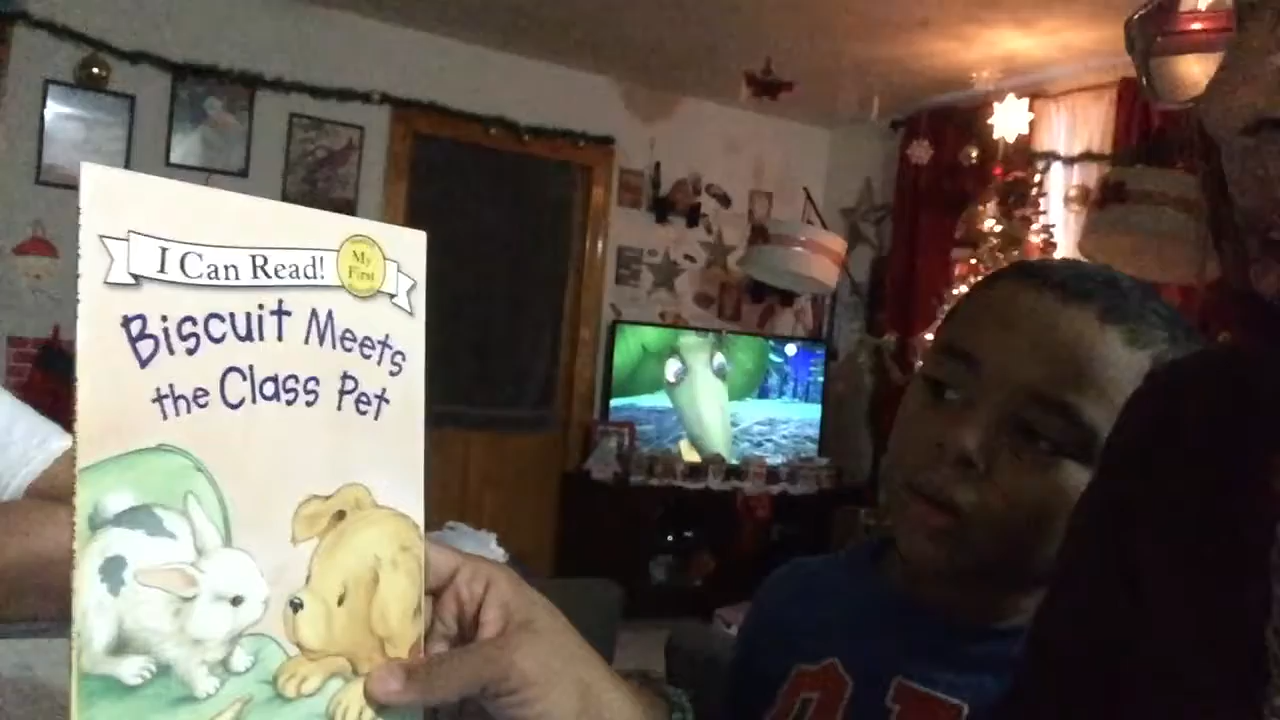 I Can Read!
My
First
Biscuit Meets
the Class Pet